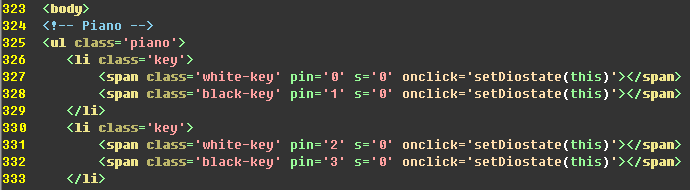 323 <body>
324 <!-- Piano -->
325 <ul class='piano'>
326 <li class='key'>
327 <span class='white-key' pin='0' s='0' onclick='setDiostate(this)'></span>
328 <span class='black-key' pin='1' s='0' onclick='setDiostate(this)'></span>
329 </li>
330 <li class='key'>
331 <span class='white-key' pin='2' s='0' onclick='setDiostate(this)'></span>
332 <span class='black-key' pin='3' s='0' onclick='setDiostate(this)'></span>
333 </li>